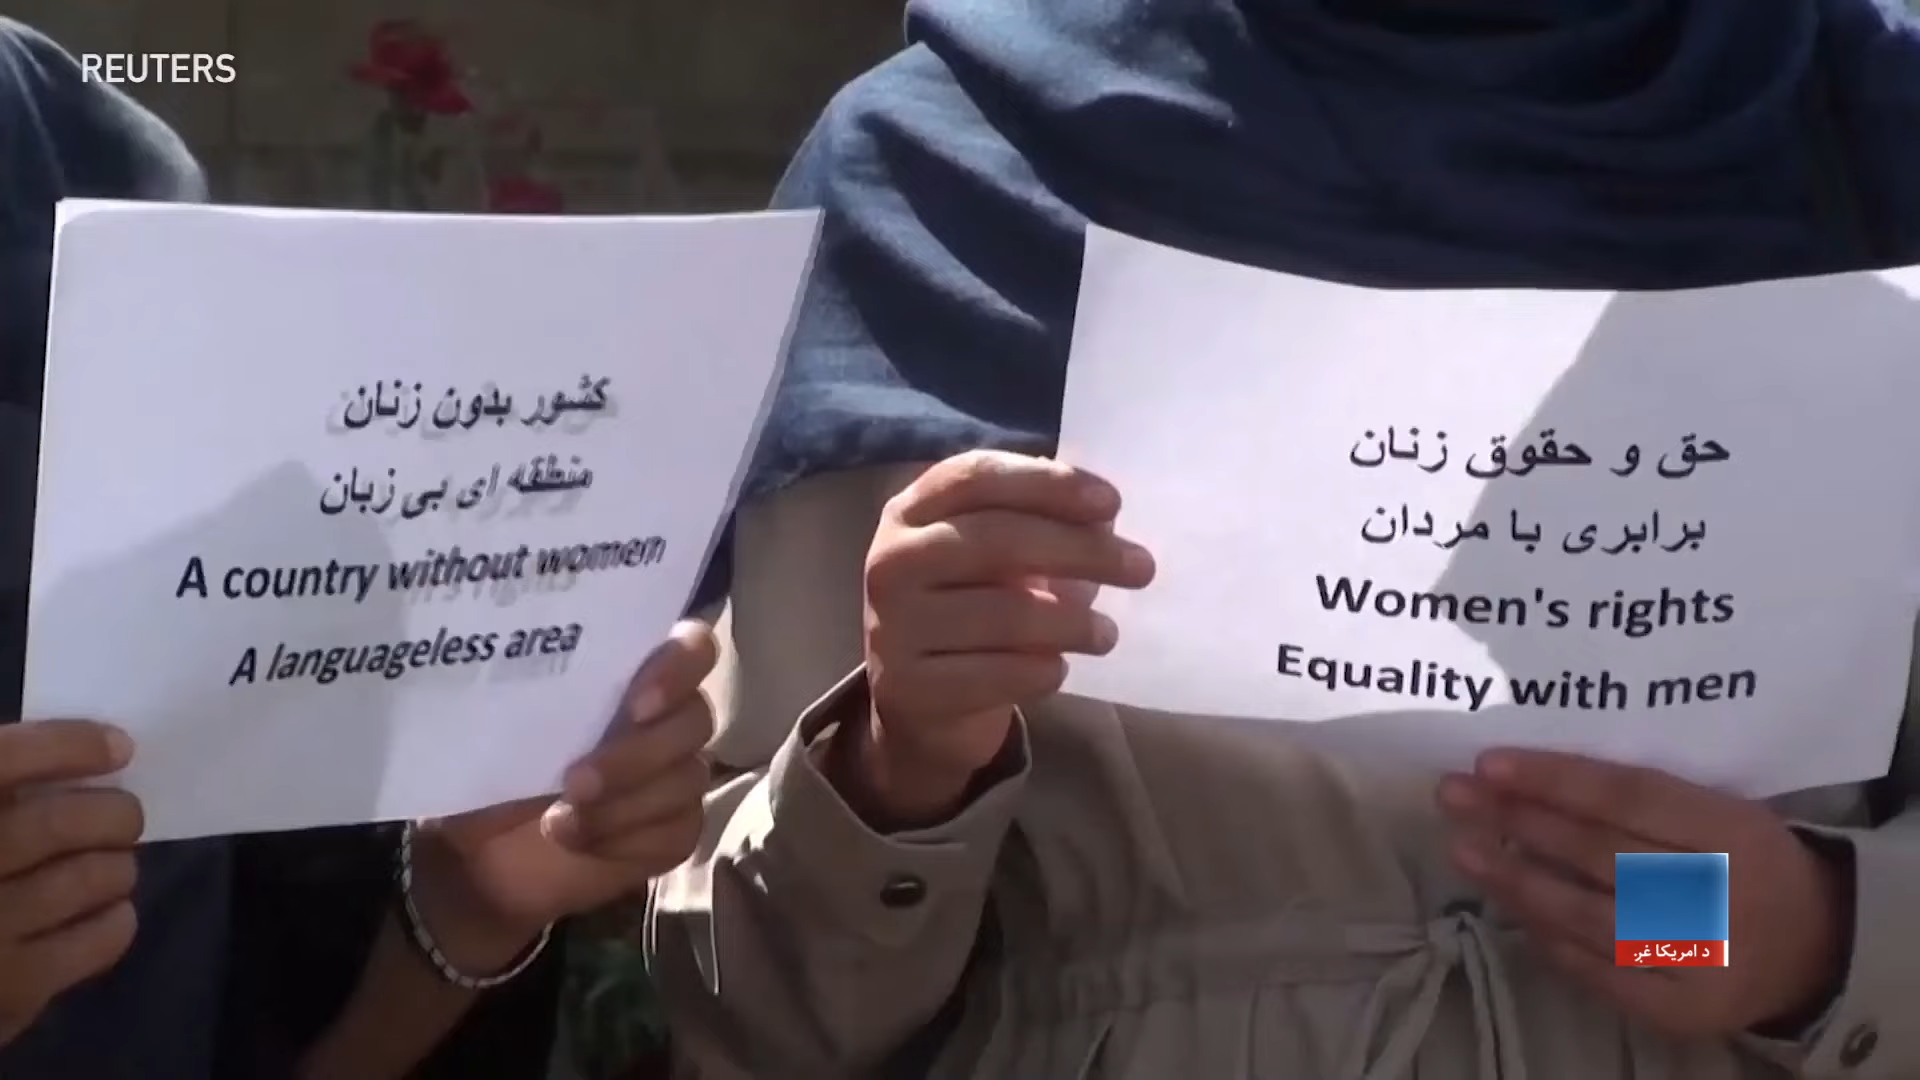 REUTERS
کشور بدون زنان
منطقه ای بی زبان
A country without women
A languageless area
حق و حقوق زنان
برابری با مردان
Women's rights
Equality with men
د امریکا غږ